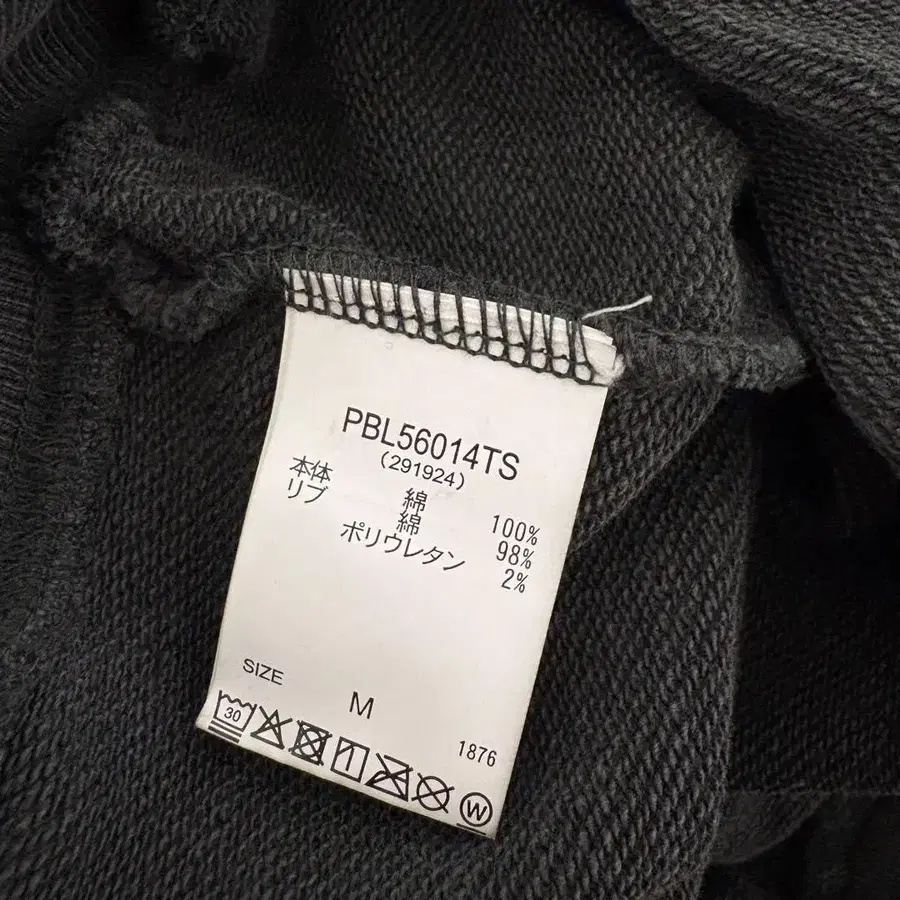 PBL56014TS
(291924)
本体 綿 100%
リブ 綿 98%
ポリウレタン 2%
SIZE M
1876
30
W